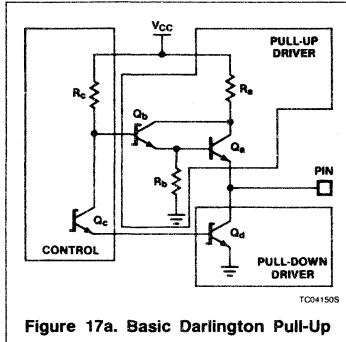 VCC
PULL-UP
DRIVER
Rc
Ra
Qb
Qa
Rb
PIN
Qc
Qd
CONTROL
PULL-DOWN
DRIVER
TC04150S
Figure 17a. Basic Darlington Pull-Up